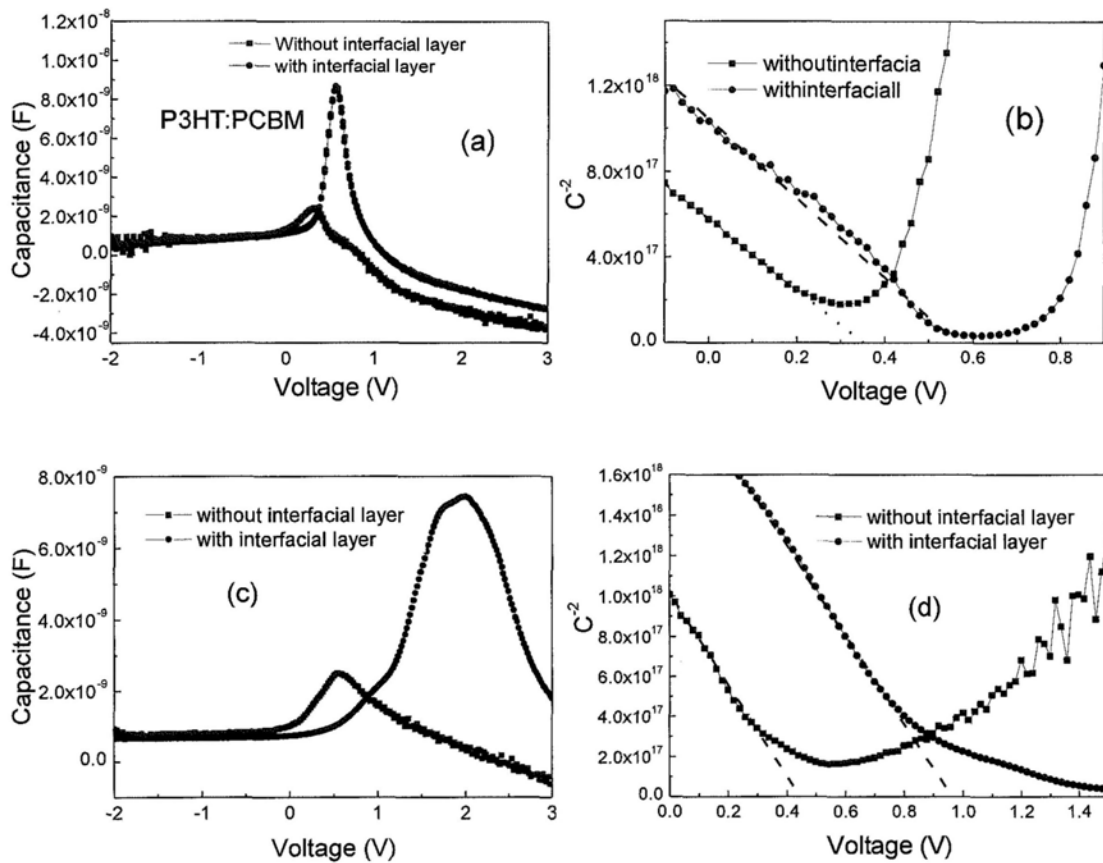 1.2x10⁻⁸
1.0x10⁻⁸
8.0x10⁻⁹
6.0x10⁻⁹
4.0x10⁻⁹
2.0x10⁻⁹
0.0
-2.0x10⁻⁹
-4.0x10⁻⁹
Capacitance (F)
Without interfacial layer
with interfacial layer
P3HT:PCBM
(a)
-2 -1 0 1 2 3
Voltage (V)
1.2x10¹⁸
8.0x10¹⁷
4.0x10¹⁷
0.0
C⁻²
withoutinterfacia
withinterfaciall
(b)
0.0 0.2 0.4 0.6 0.8
Voltage (V)
8.0x10⁻⁹
6.0x10⁻⁹
4.0x10⁻⁹
2.0x10⁻⁹
0.0
Capacitance (F)
without interfacial layer
with interfacial layer
(c)
-2 -1 0 1 2 3
Voltage (V)
1.6x10¹⁸
1.4x10¹⁸
1.2x10¹⁸
1.0x10¹⁸
8.0x10¹⁷
6.0x10¹⁷
4.0x10¹⁷
2.0x10¹⁷
0.0
C⁻²
without interfacial layer
with interfacial layer
(d)
0.0 0.2 0.4 0.6 0.8 1.0 1.2 1.4
Voltage (V)